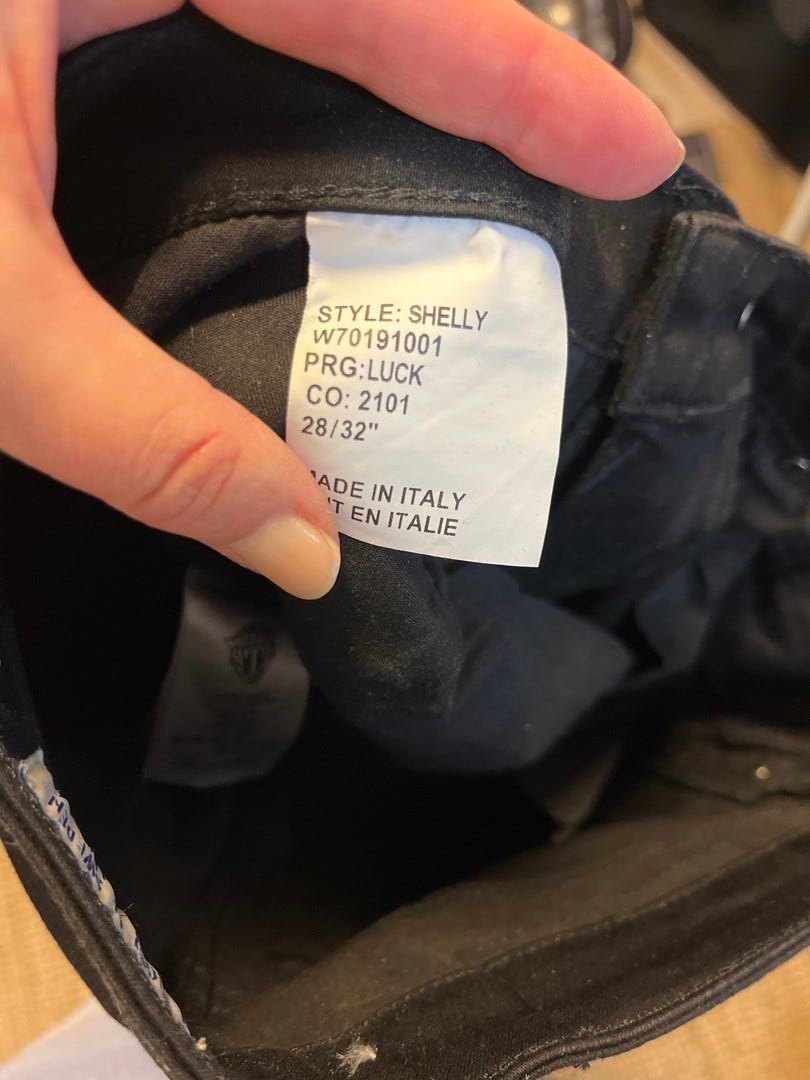 STYLE: SHELLY
W70191001
PRG:LUCK
CO: 2101
28/32"
MADE IN ITALY
EN ITALIE